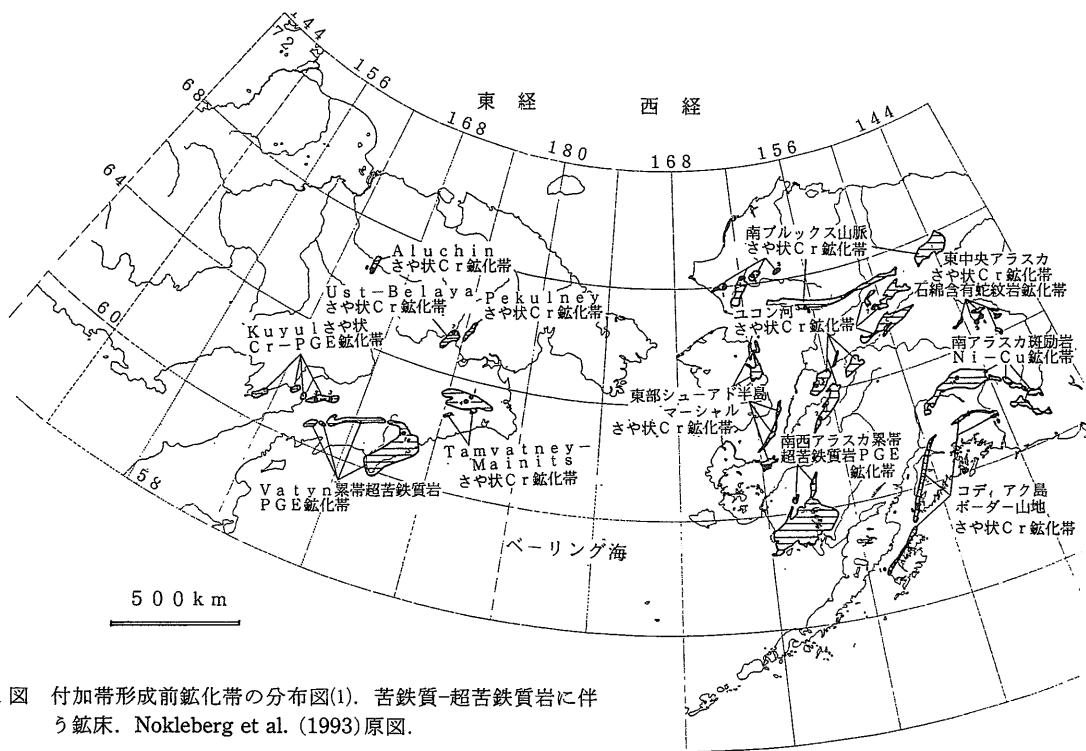 144
156
168
東経
180
西経
168
156
144
72
68
64
60
58
Aluchin
さや状Cr鉱化帯
Ust-Belaya
さや状Cr鉱化帯
Pekulney
さや状Cr鉱化帯
Kuyulさや状
Cr-PGE鉱化帯
Tamvatney-
Mainits
さや状Cr鉱化帯
Vatyn累帯超苦鉄質岩
PGE鉱化帯
南ブルックス山脈
さや状Cr鉱化帯
東中央アラスカ
さや状Cr鉱化帯
石綿含有蛇紋岩鉱化帯
ユコン河
さや状Cr鉱化帯
南アラスカ斑励岩
Ni-Cu鉱化帯
東部シューアド半島
マーシャル
さや状Cr鉱化帯
南西アラスカ累帯
超苦鉄質岩PGE
鉱化帯
コディアク島
ボーダー山地
さや状Cr鉱化帯
ベーリング海
500km
図 付加帯形成前鉱化帯の分布図(1). 苦鉄質-超苦鉄質岩に伴
う鉱床. Nokleberg et al. (1993)原図.